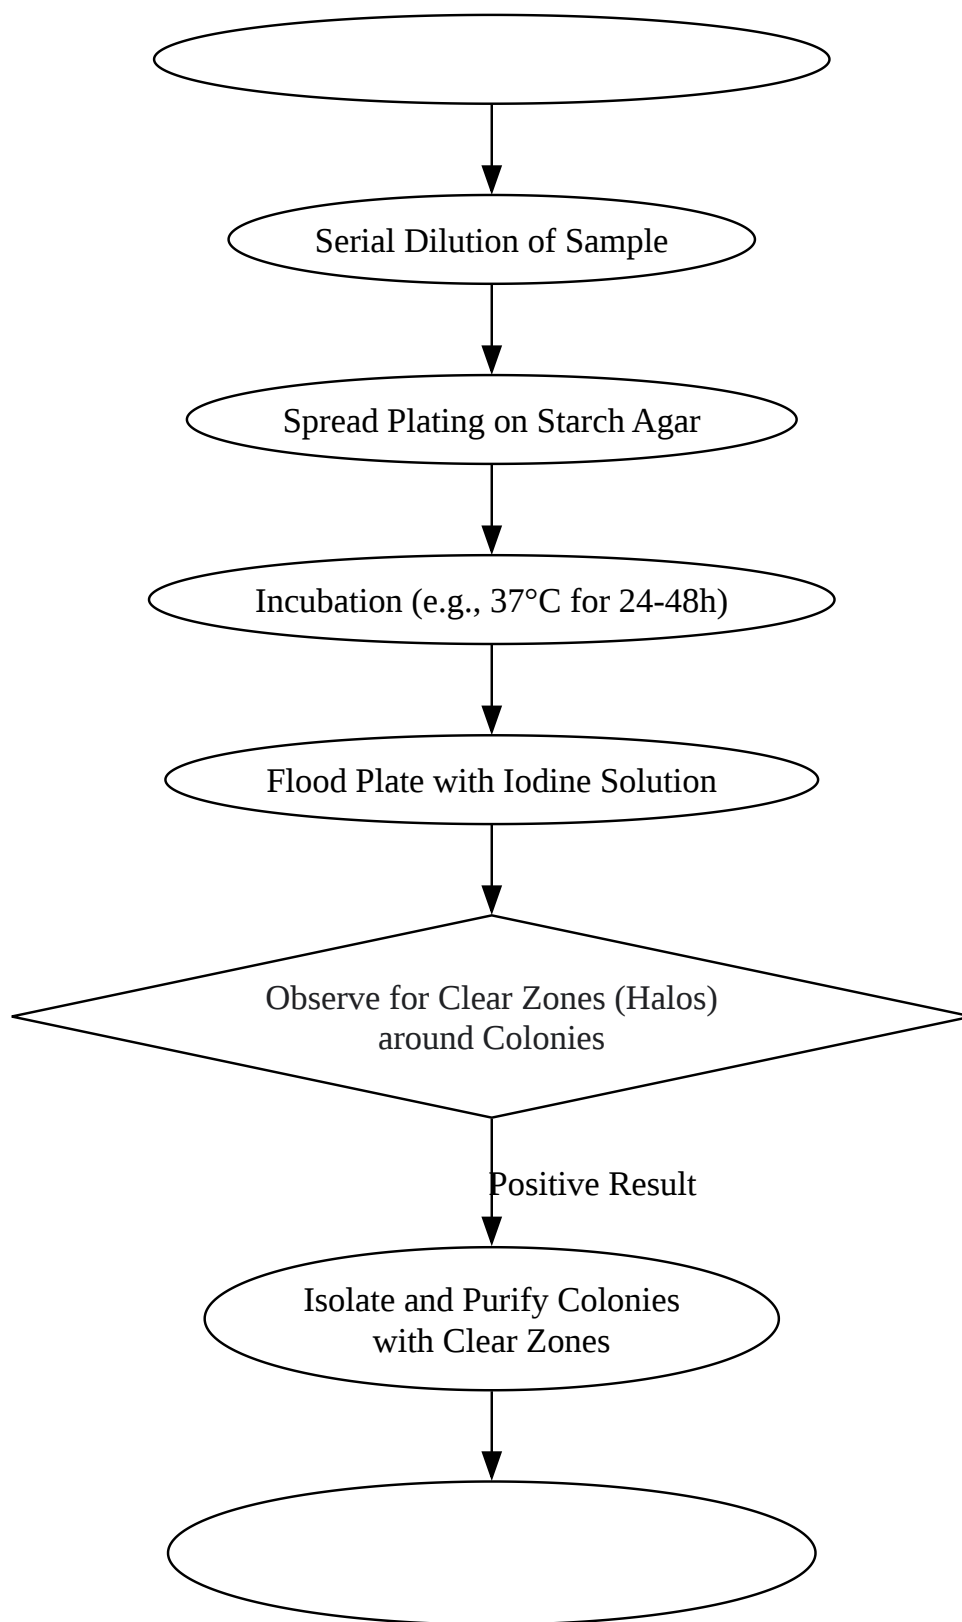 Serial Dilution of Sample
Spread Plating on Starch Agar
Incubation (e.g., 37°C for 24-48h)
Flood Plate with Iodine Solution
Observe for Clear Zones (Halos)
around Colonies
Positive Result
Isolate and Purify Colonies
with Clear Zones